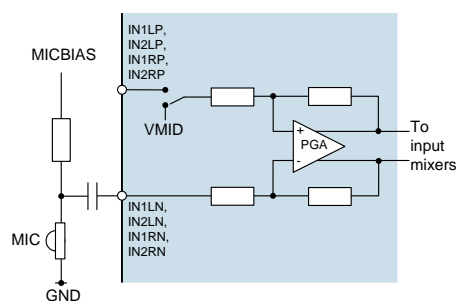 IN1LP,
IN2LP,
IN1RP,
IN2RP
MICBIAS
VMID
+
PGA
-
To
input
mixers
IN1LN,
IN2LN,
IN1RN,
IN2RN
MIC
GND